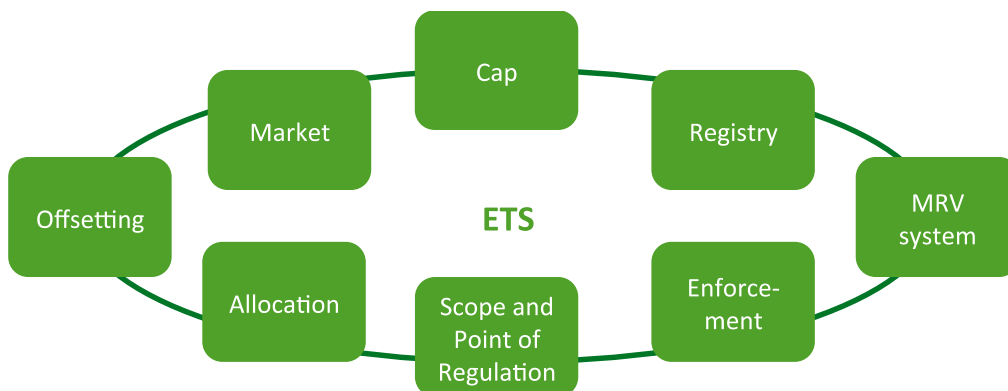 Cap
Market
Registry
Offsetting
ETS
MRV
system
Allocation
Scope and
Point of
Regulation
Enforce-
ment